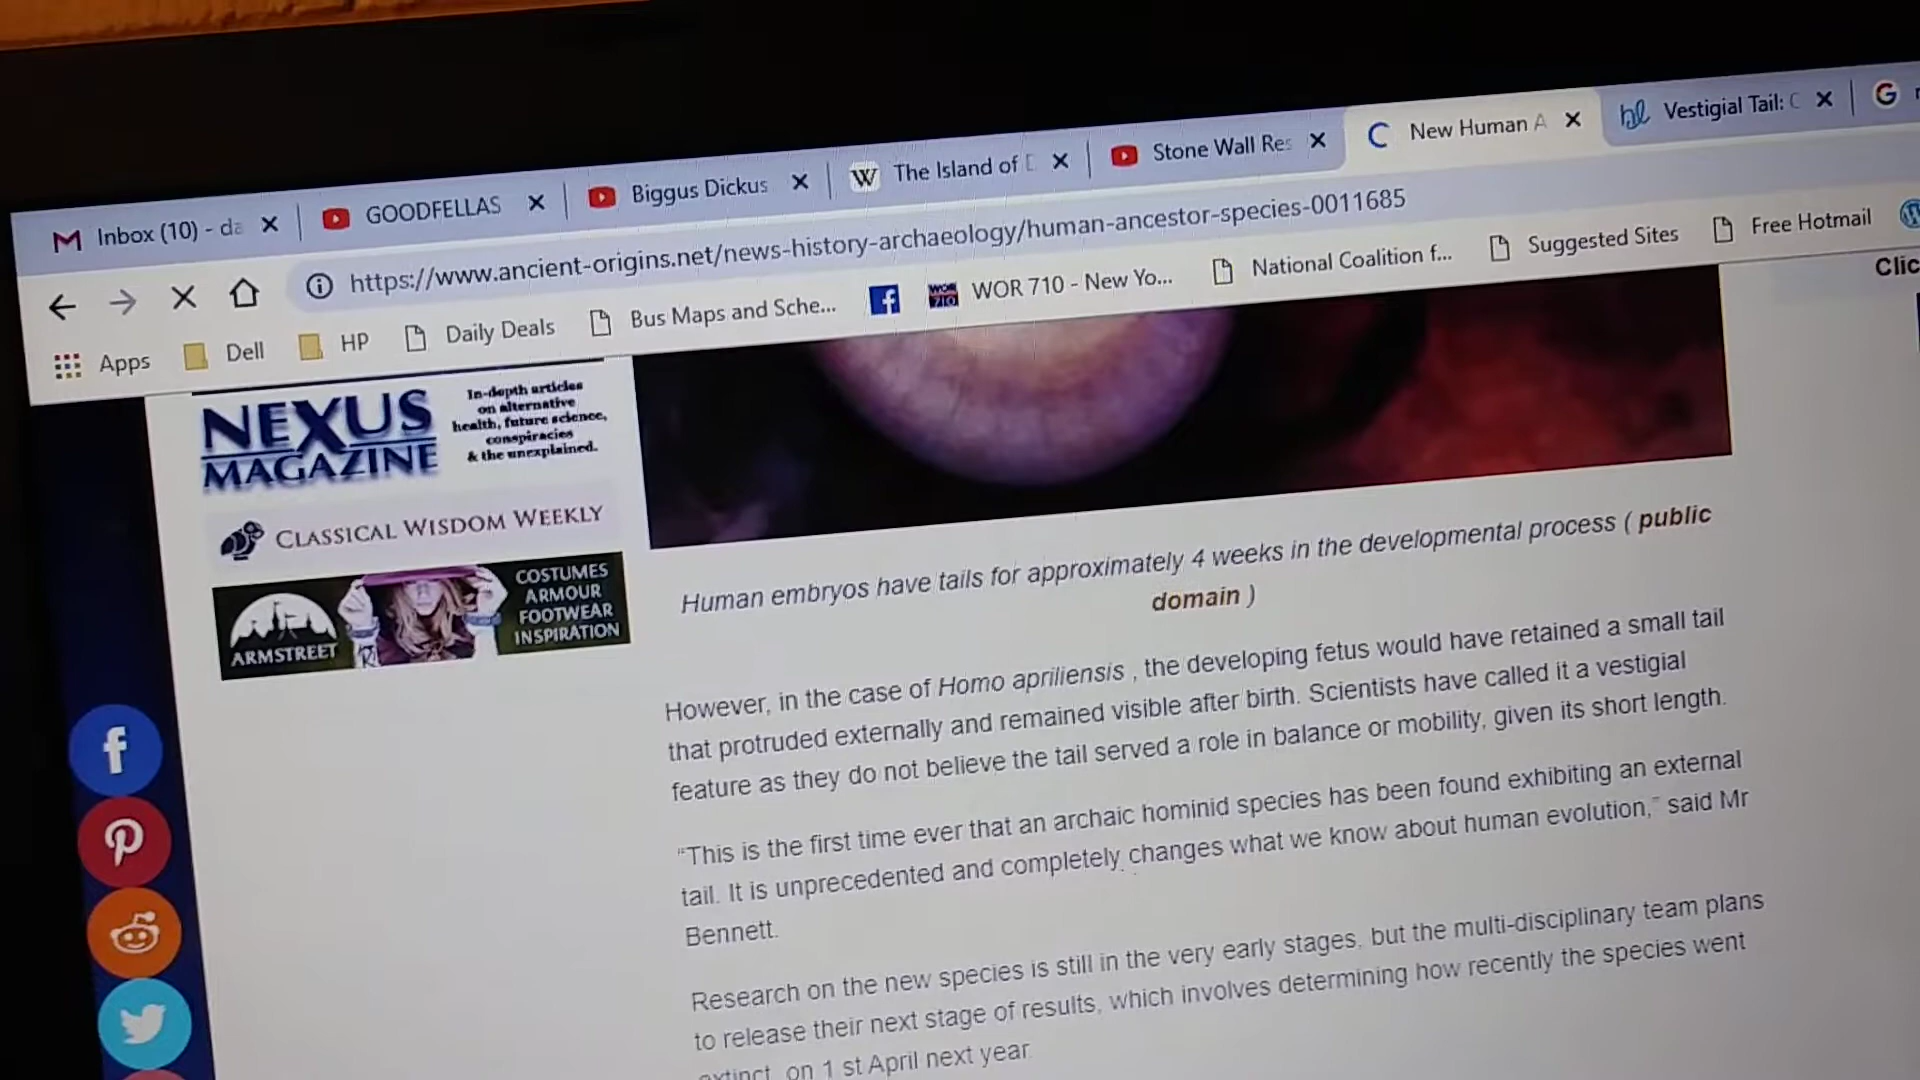 Inbox (10) - da
GOODFELLAS
Biggus Dickus
W The Island of D
Stone Wall Res
New Human A
bl Vestigial Tail: C
G
https://www.ancient-origins.net/news-history-archaeology/human-ancestor-species-0011685
Apps
Dell
HP
Daily Deals
Bus Maps and Sche...
WOR 710 - New Yo...
National Coalition f...
Suggested Sites
Free Hotmail
Clic
NEXUS
MAGAZINE
In-depth articles
on alternative
health, future science,
conspiracies
& the unexplained.
CLASSICAL WISDOM WEEKLY
ARMSTREET
COSTUMES
ARMOUR
FOOTWEAR
INSPIRATION
Human embryos have tails for approximately 4 weeks in the developmental process ( public
domain )
However, in the case of Homo apriliensis , the developing fetus would have retained a small tail
that protruded externally and remained visible after birth. Scientists have called it a vestigial
feature as they do not believe the tail served a role in balance or mobility, given its short length.
“This is the first time ever that an archaic hominid species has been found exhibiting an external
tail. It is unprecedented and completely changes what we know about human evolution,” said Mr
Bennett.
Research on the new species is still in the very early stages, but the multi-disciplinary team plans
to release their next stage of results, which involves determining how recently the species went
extinct, on 1 st April next year